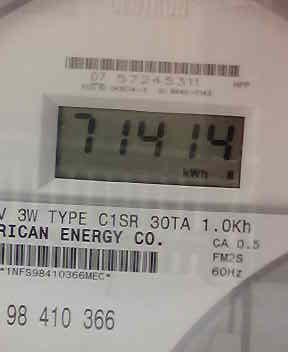 07 57245311
71414
kWh
V 3W TYPE C1SR 30TA 1.0Kh
RICAN ENERGY CO.
CA 0.5
FM2S
*1NFS98410366MEC*
60Hz
98 410 366